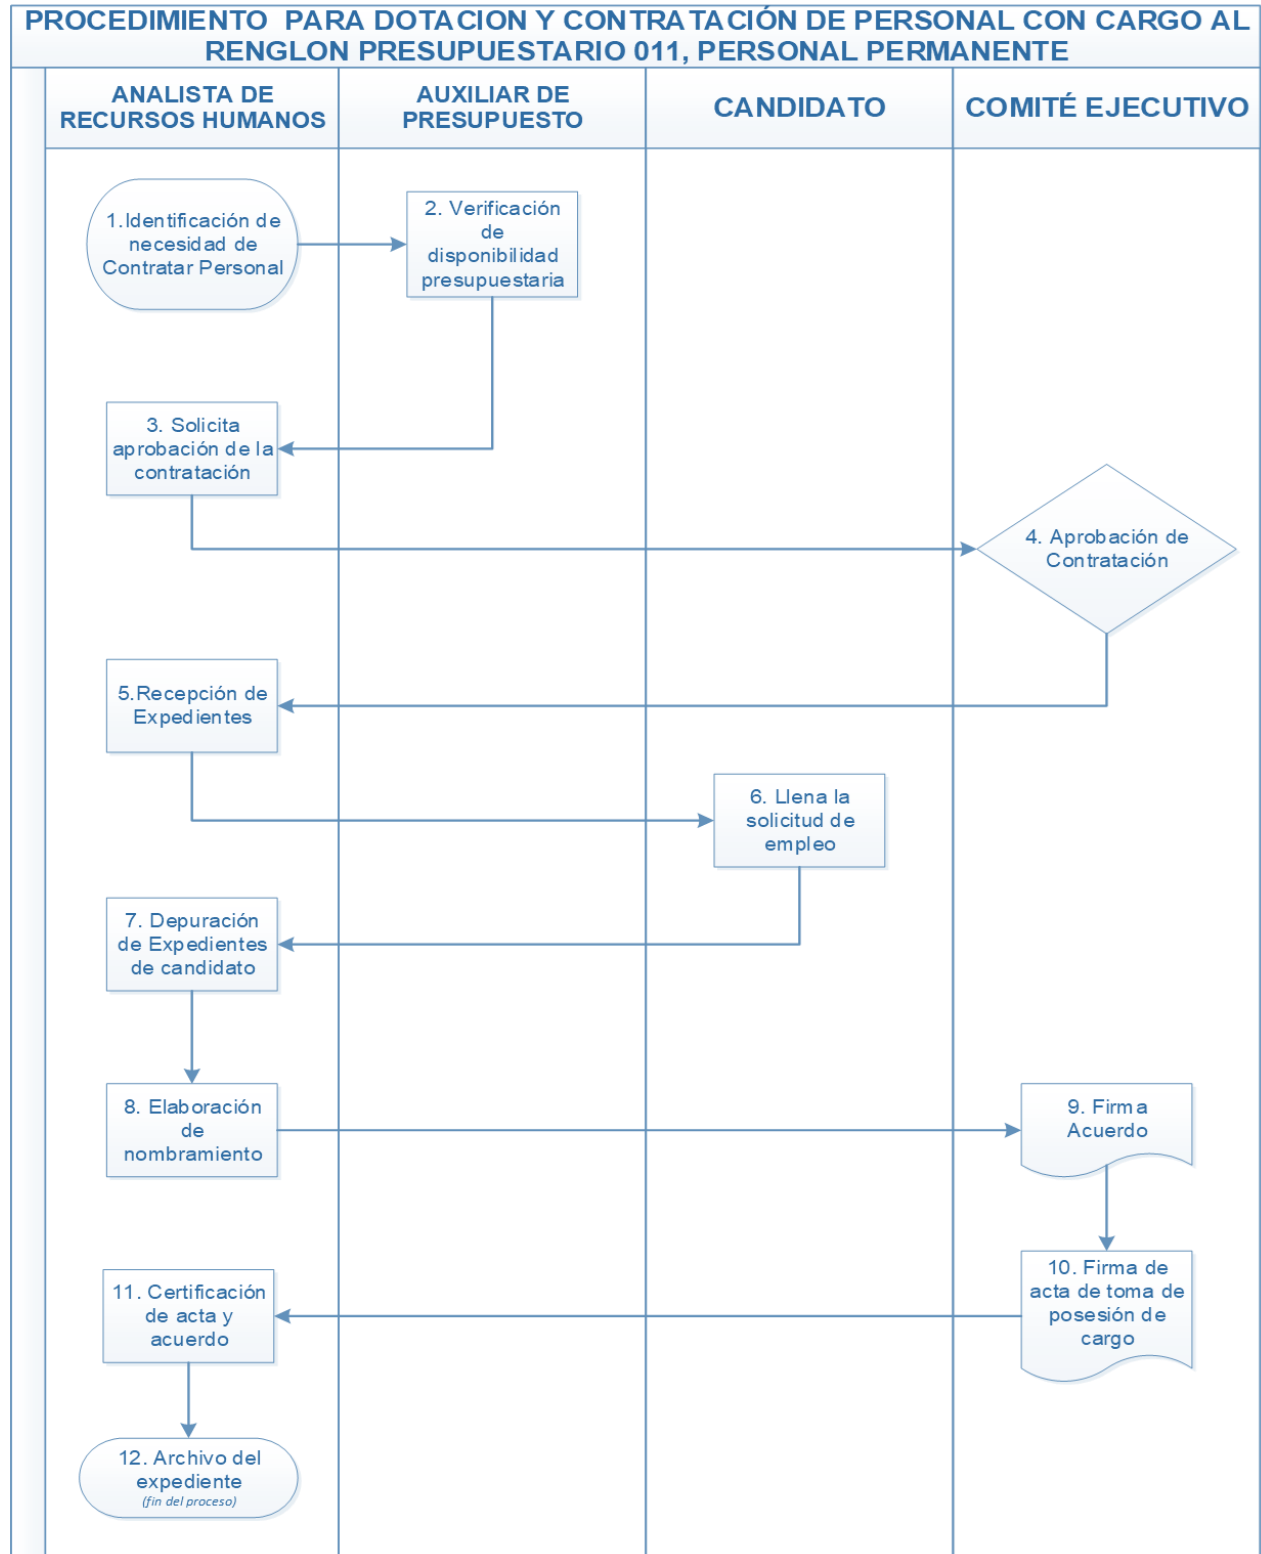 PROCEDIMIENTO PARA DOTACION Y CONTRATACIÓN DE PERSONAL CON CARGO AL
RENGLON PRESUPUESTARIO 011, PERSONAL PERMANENTE
ANALISTA DE
RECURSOS HUMANOS
AUXILIAR DE
PRESUPUESTO
CANDIDATO
COMITÉ EJECUTIVO
1.Identificación de
necesidad de
Contratar Personal
2. Verificación
de
disponibilidad
presupuestaria
3. Solicita
aprobación de la
contratación
4. Aprobación de
Contratación
5.Recepción de
Expedientes
6. Llena la
solicitud de
empleo
7. Depuración
de Expedientes
de candidato
8. Elaboración
de
nombramiento
9. Firma
Acuerdo
10. Firma de
acta de toma de
posesión de
cargo
11. Certificación
de acta y
acuerdo
12. Archivo del
expediente
(fin del proceso)